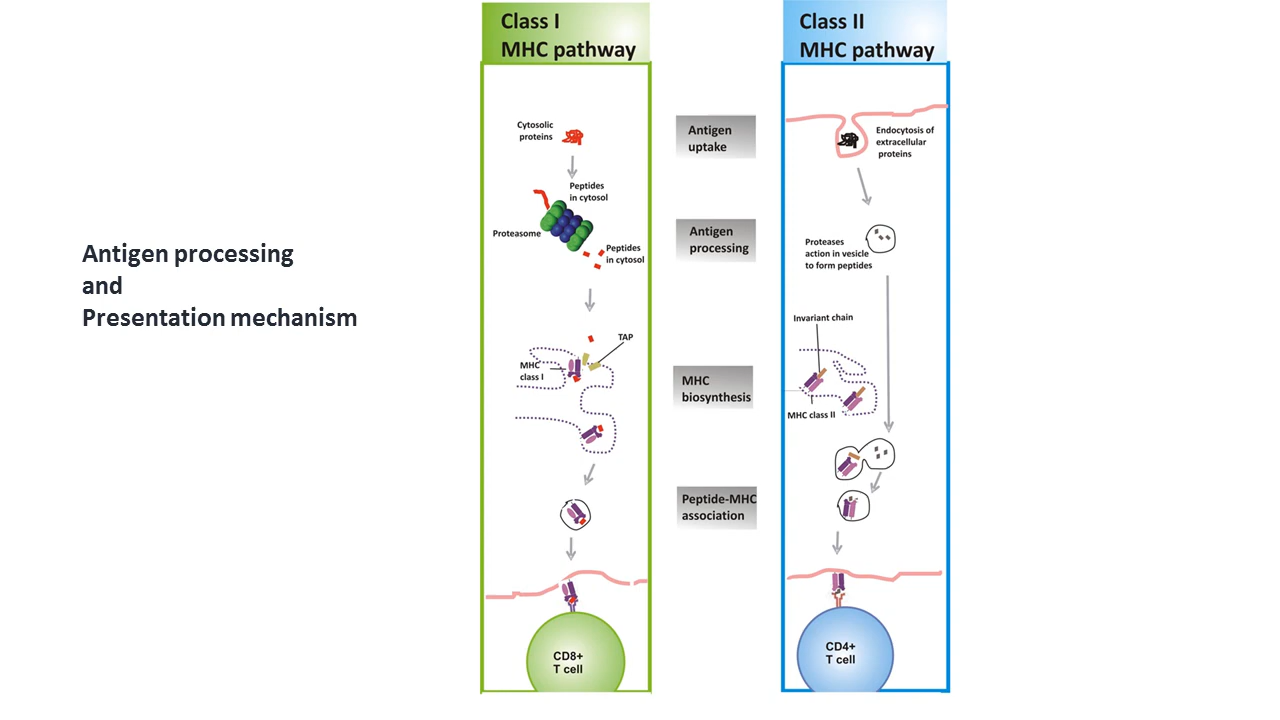 Antigen processing
and
Presentation mechanism
Class I
MHC pathway
Cytosolic
proteins
Peptides
in cytosol
Proteasome
Peptides
in cytosol
TAP
MHC
class I
CD8+
T cell
Antigen
uptake
Antigen
processing
MHC
biosynthesis
Peptide-MHC
association
Class II
MHC pathway
Endocytosis of
extracellular
proteins
Proteases
action in vesicle
to form peptides
Invariant chain
MHC class II
CD4+
T cell